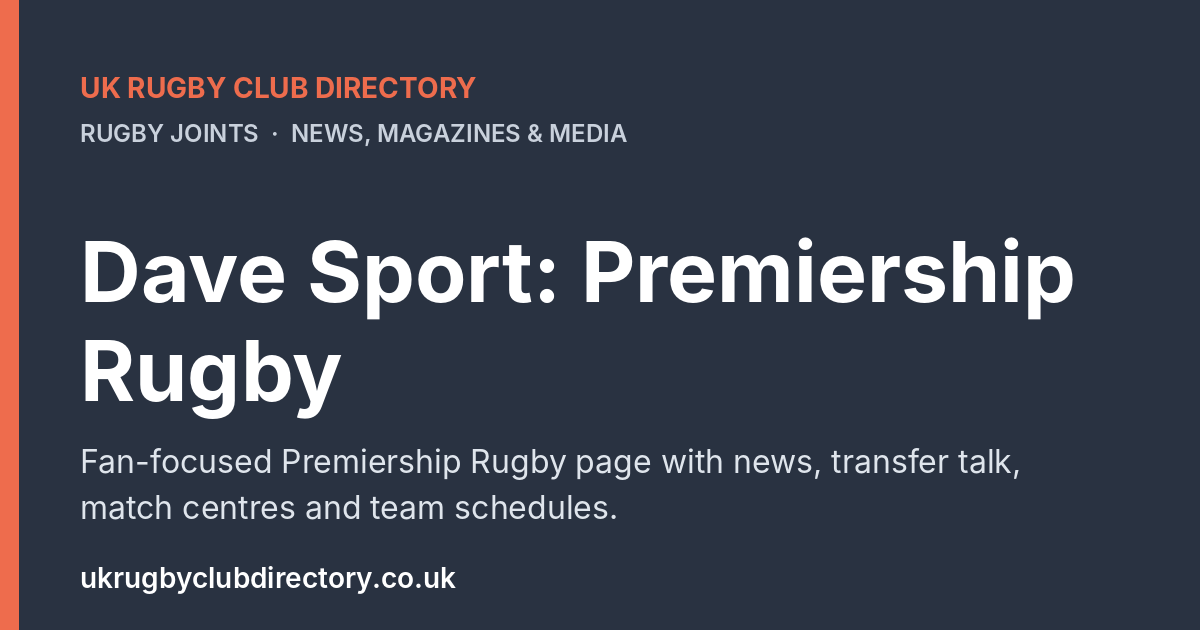 UK RUGBY CLUB DIRECTORY
RUGBY JOINTS · NEWS, MAGAZINES & MEDIA
Dave Sport: Premiership
Rugby
Fan-focused Premiership Rugby page with news, transfer talk,
match centres and team schedules.
ukrugbyclubdirectory.co.uk